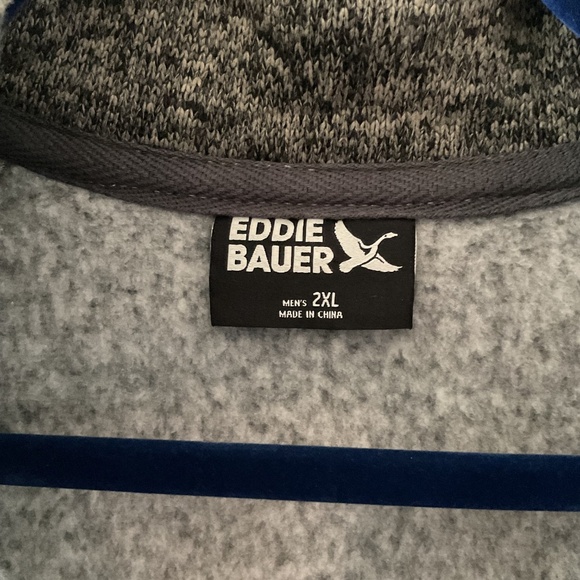 EDDIE
BAUER
MEN'S 2XL
MADE IN CHINA